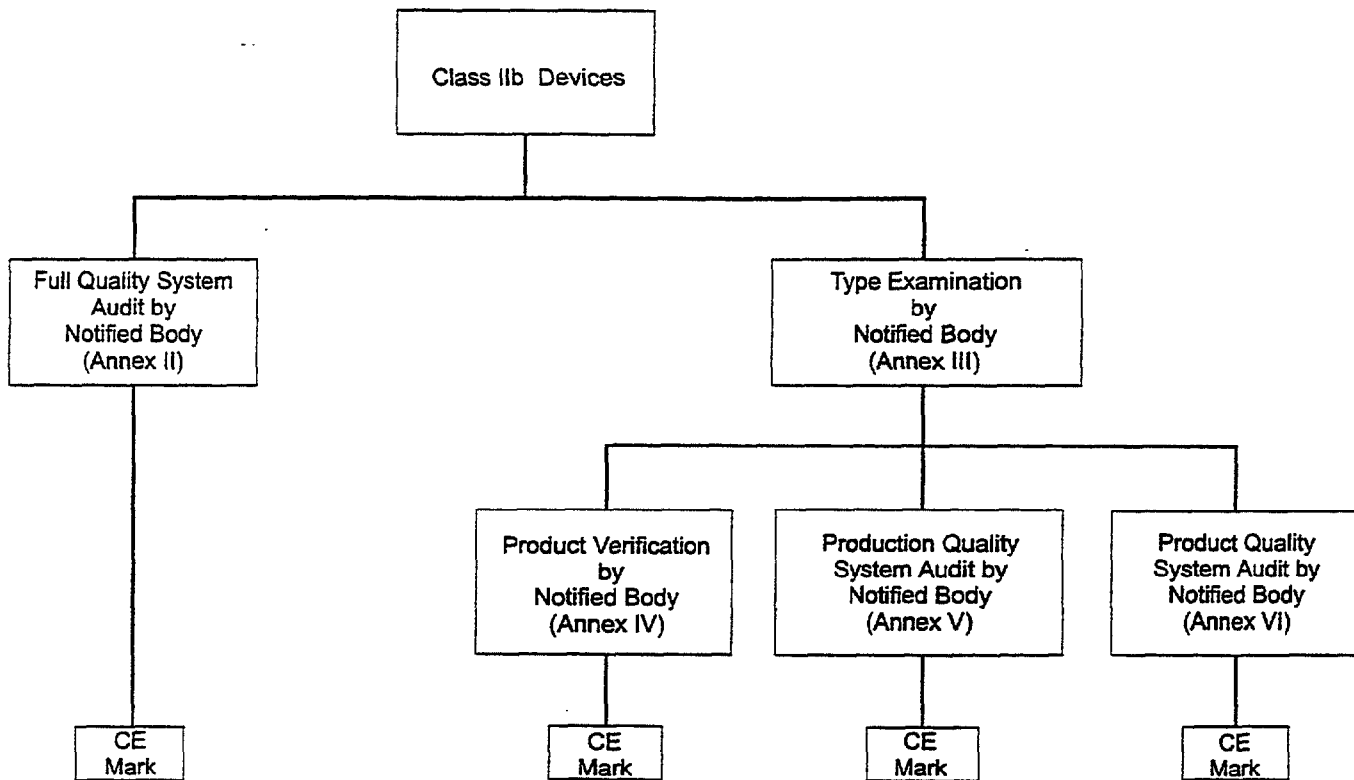 Class IIb Devices
Full Quality System
Audit by
Notified Body
(Annex II)
Type Examination
by
Notified Body
(Annex III)
Product Verification
by
Notified Body
(Annex IV)
Production Quality
System Audit by
Notified Body
(Annex V)
Product Quality
System Audit by
Notified Body
(Annex VI)
CE
Mark
CE
Mark
CE
Mark
CE
Mark